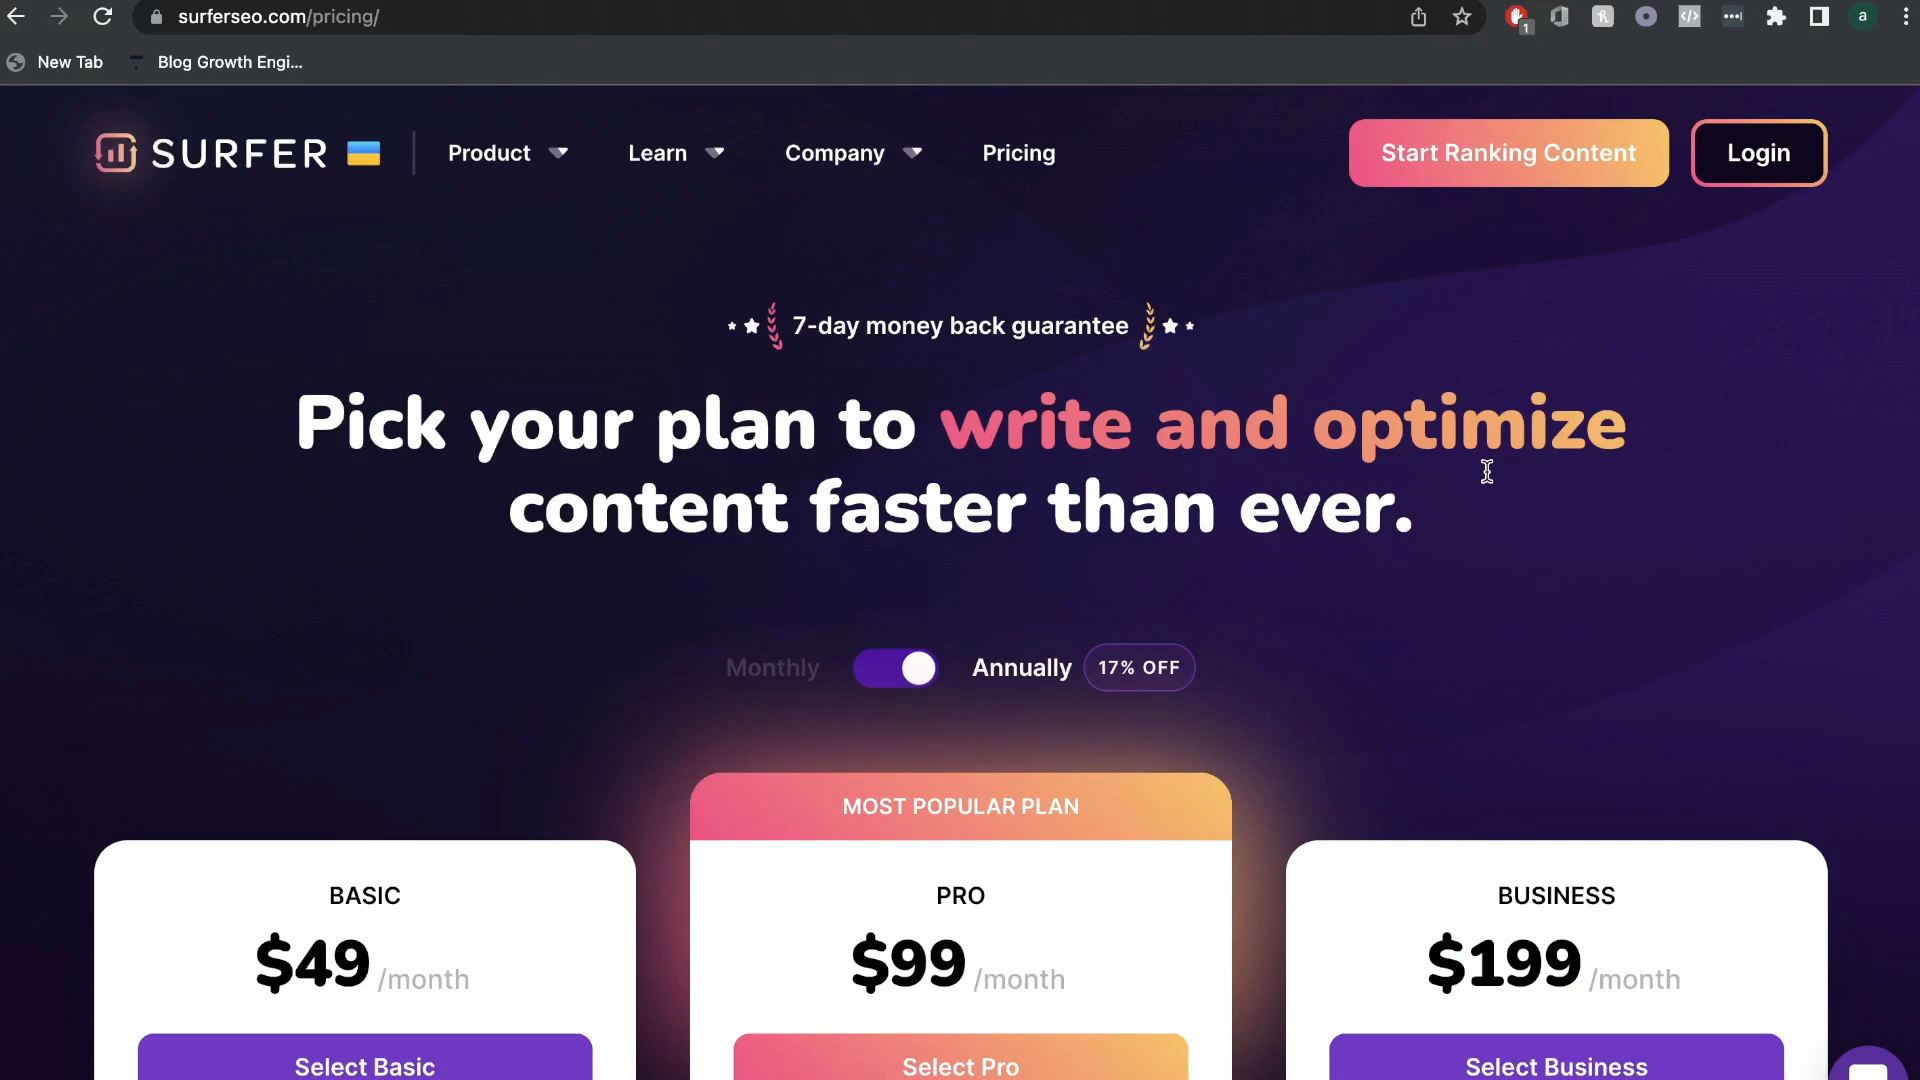 surferseo.com/pricing/
1
a
New Tab
Blog Growth Engi...
SURFER
Product
Learn
Company
Pricing
Start Ranking Content
Login
7-day money back guarantee
Pick your plan to write and optimize
content faster than ever.
Monthly
Annually
17% OFF
MOST POPULAR PLAN
BASIC
$49 /month
Select Basic
PRO
$99 /month
Select Pro
BUSINESS
$199 /month
Select Business